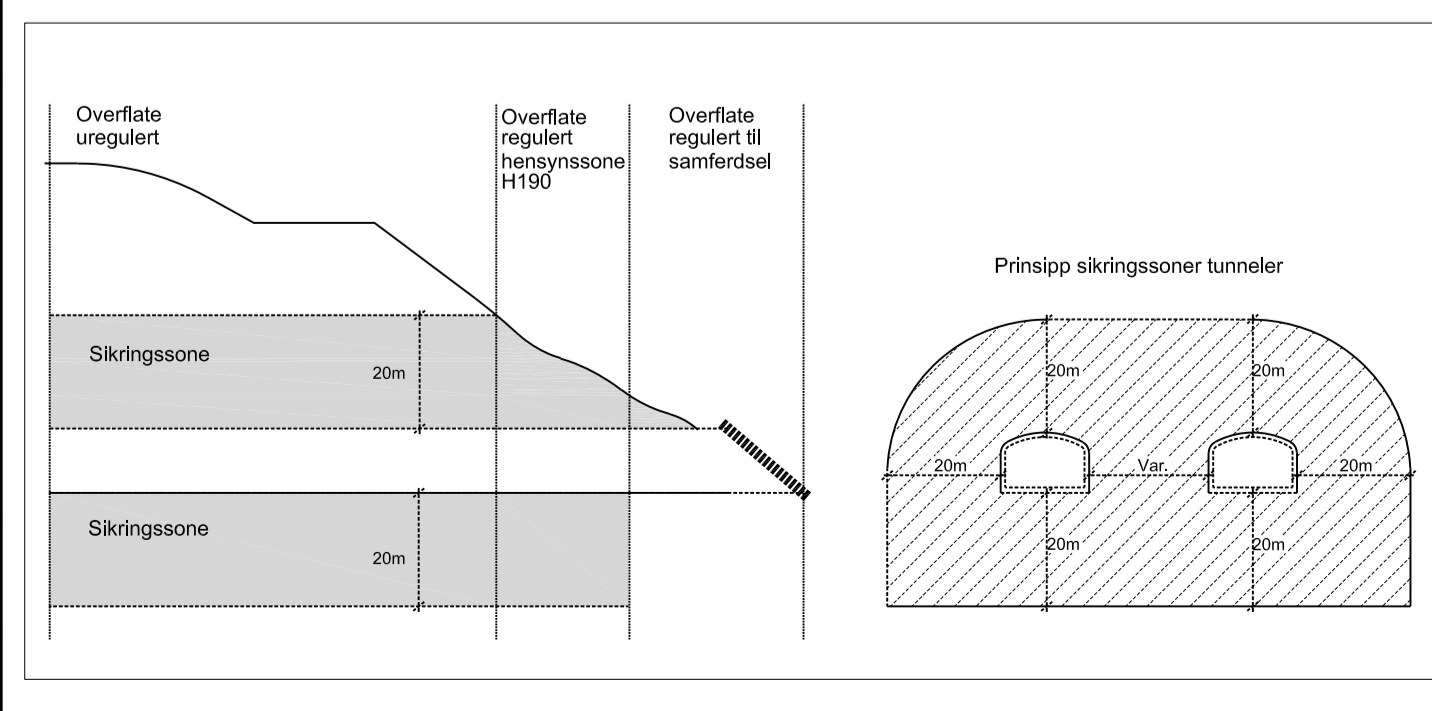 Overflate
uregulert
Overflate
regulert
hensynssone
H190
Overflate
regulert til
samferdsel
Sikringssone
20m
Sikringssone
20m
Prinsipp sikringssoner tunneler
20m
20m
20m
Var.
20m
20m
20m